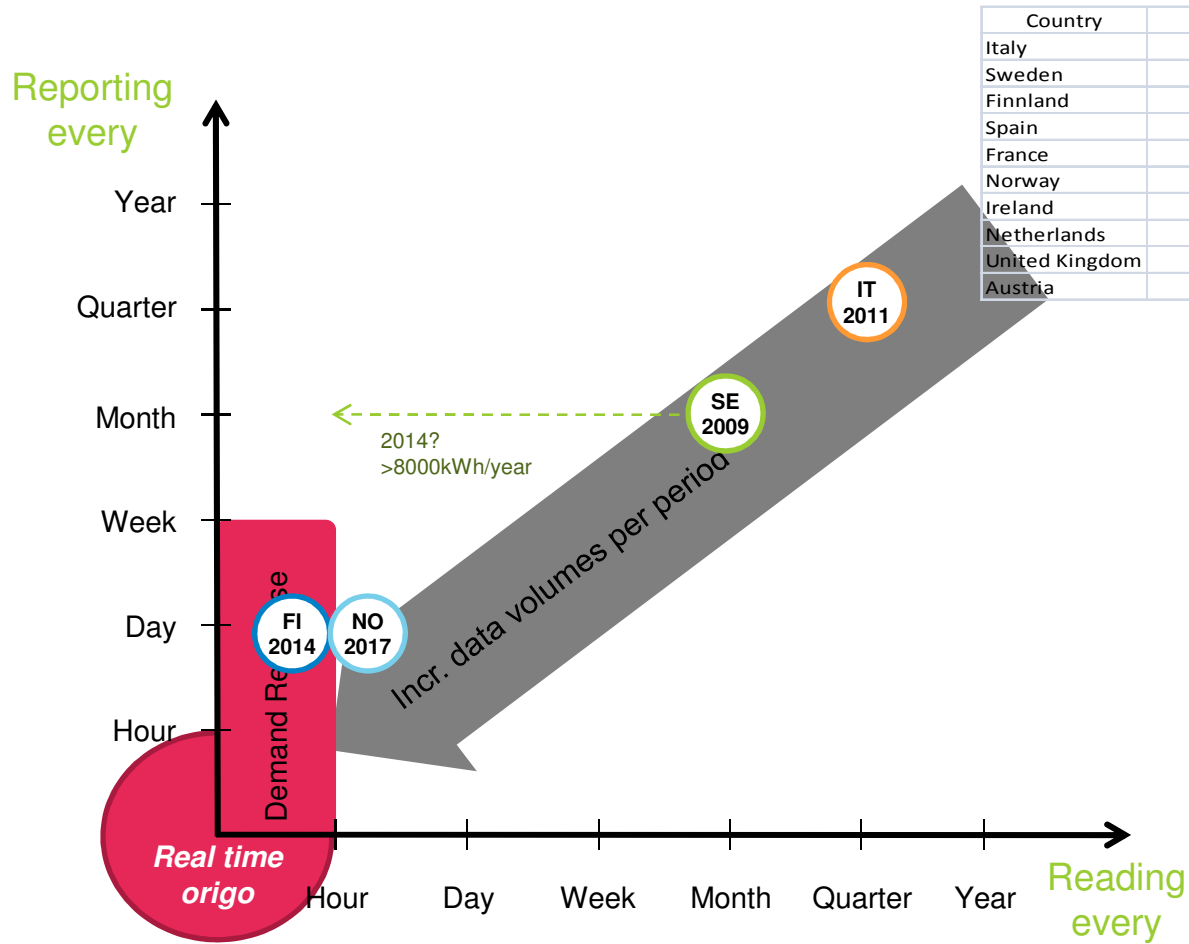 Country
Italy
Sweden
Finnland
Spain
France
Norway
Ireland
Netherlands
United Kingdom
Austria
Reporting
every
Year
Quarter
Month
Week
Day
Hour
IT
2011
SE
2009
2014?
>8000kWh/year
Incr. data volumes per period
FI
2014
NO
2017
Demand Re se
Real time
origo
Hour
Day
Week
Month
Quarter
Year
Reading
every